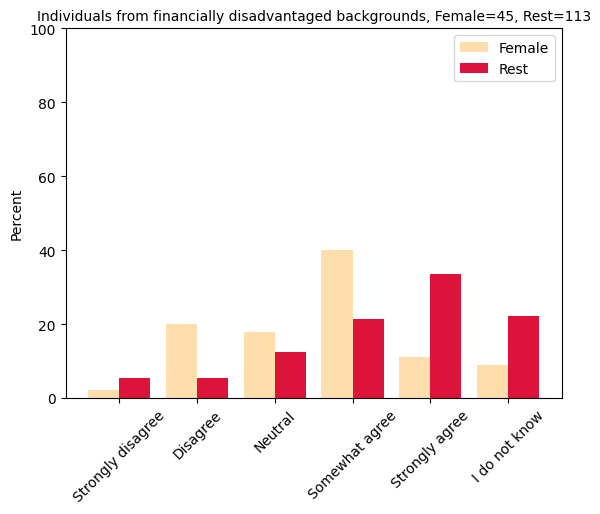 Individuals from financially disadvantaged backgrounds, Female=45, Rest=113
Female
Rest
Percent
100
80
60
40
20
0
Strongly disagree
Disagree
Neutral
Somewhat agree
Strongly agree
I do not know